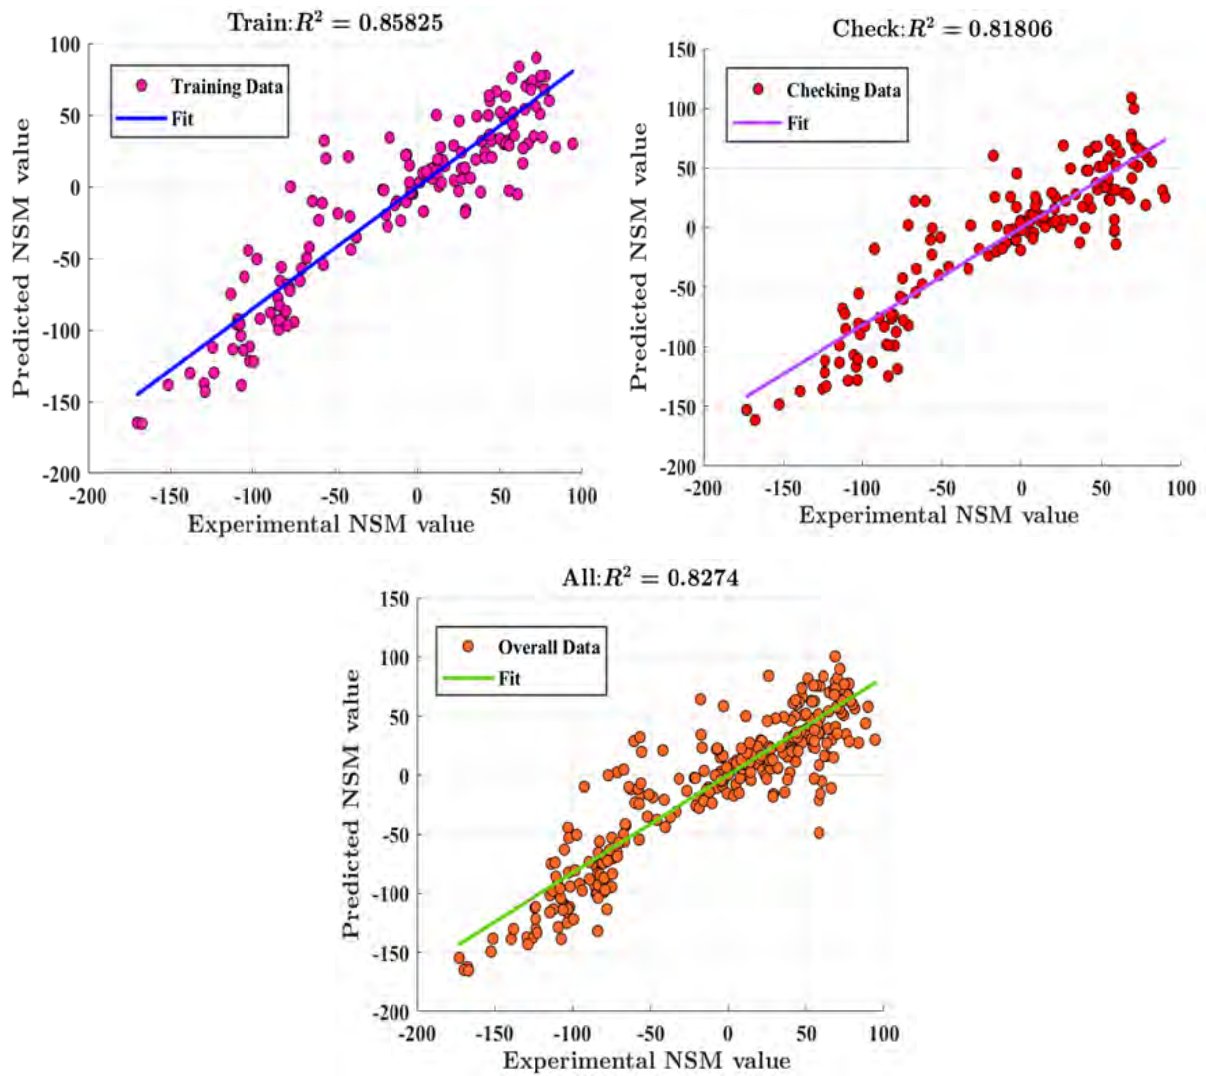 Train:R² = 0.85825
100
50
0
-50
-100
-150
-200
-200 -150 -100 -50 0 50 100
Predicted NSM value
Experimental NSM value
Training Data
Fit
Check:R² = 0.81806
150
100
50
0
-50
-100
-150
-200
-200 -150 -100 -50 0 50 100
Predicted NSM value
Experimental NSM value
Checking Data
Fit
All:R² = 0.8274
150
100
50
0
-50
-100
-150
-200
-200 -150 -100 -50 0 50 100
Predicted NSM value
Experimental NSM value
Overall Data
Fit